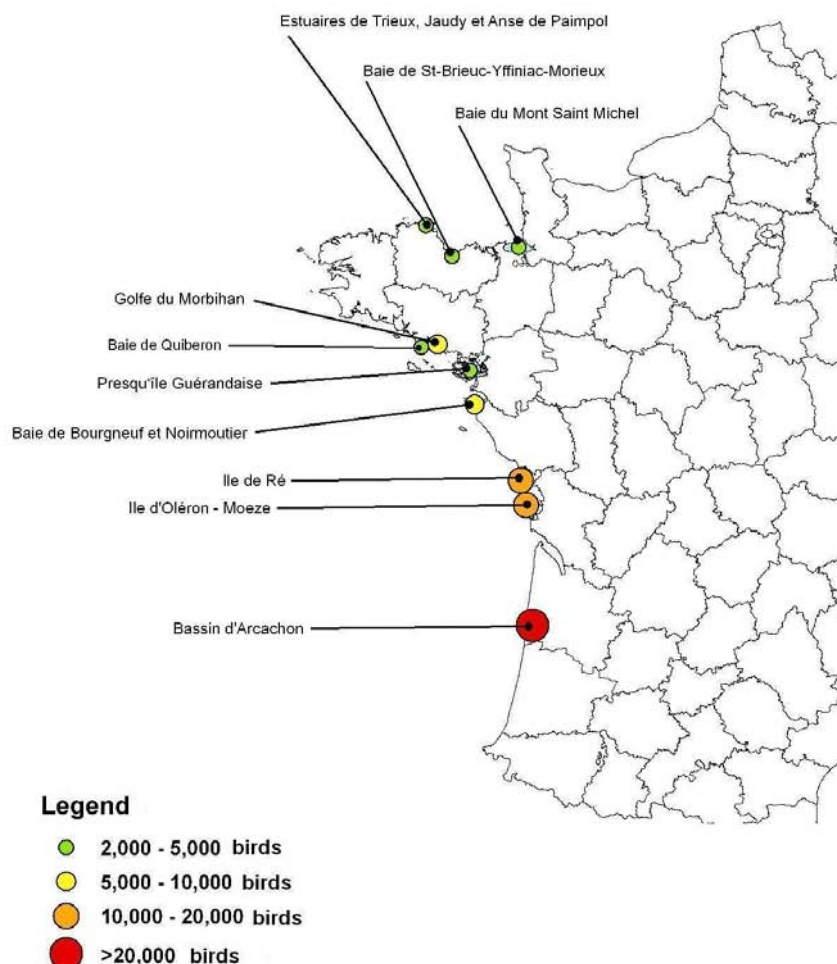 Estuaires de Trieux, Jaudy et Anse de Paimpol
Baie de St-Brieuc-Yffiniac-Morieux
Baie du Mont Saint Michel
Golfe du Morbihan
Baie de Quiberon
Presqu'île Guérandaise
Baie de Bourgneuf et Noirmoutier
Ile de Ré
Ile d'Oléron - Moeze
Bassin d'Arcachon
Legend
2,000 - 5,000 birds
5,000 - 10,000 birds
10,000 - 20,000 birds
>20,000 birds